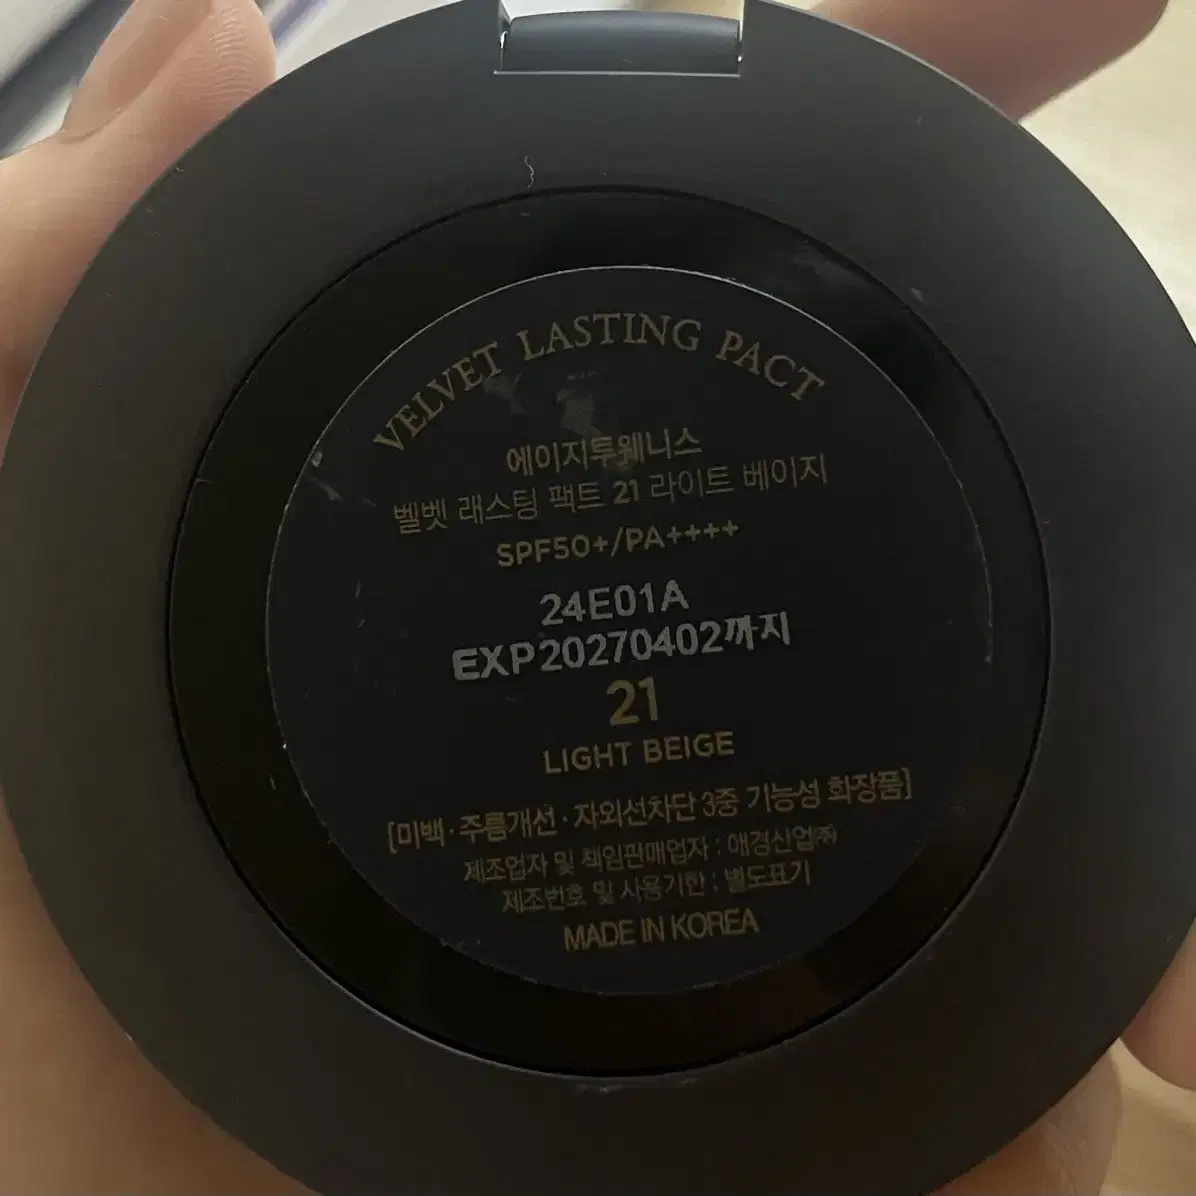 VELVET LASTING PACT
에이지투웨니스
벨벳 래스팅 팩트 21 라이트 베이지
SPF50+/PA++++
24E01A
EXP20270402까지
21
LIGHT BEIGE
[미백·주름개선·자외선차단 3중 기능성 화장품]
제조업자 및 책임판매업자 : 애경산업㈜
제조번호 및 사용기한 : 별도표기
MADE IN KOREA